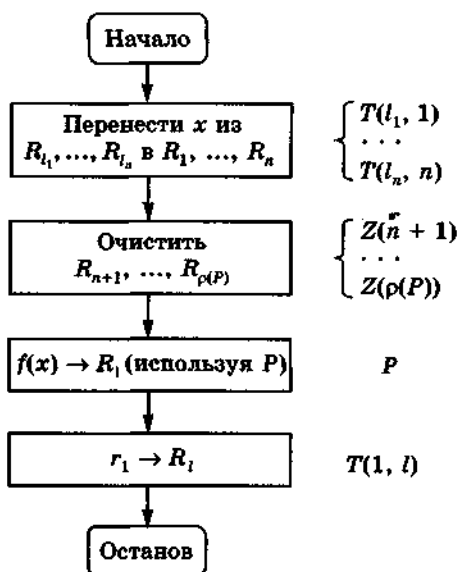 Начало
Перенести x из
R_{l_1}, ..., R_{l_n} в R_1, ..., R_n
T(l_1, 1)
. . .
T(l_n, n)
Очистить
R_{n+1}, ..., R_{ρ(P)}
Z(n + 1)
. . .
Z(ρ(P))
f(x) → R_1 (используя P)
P
r_1 → R_l
T(1, l)
Останов